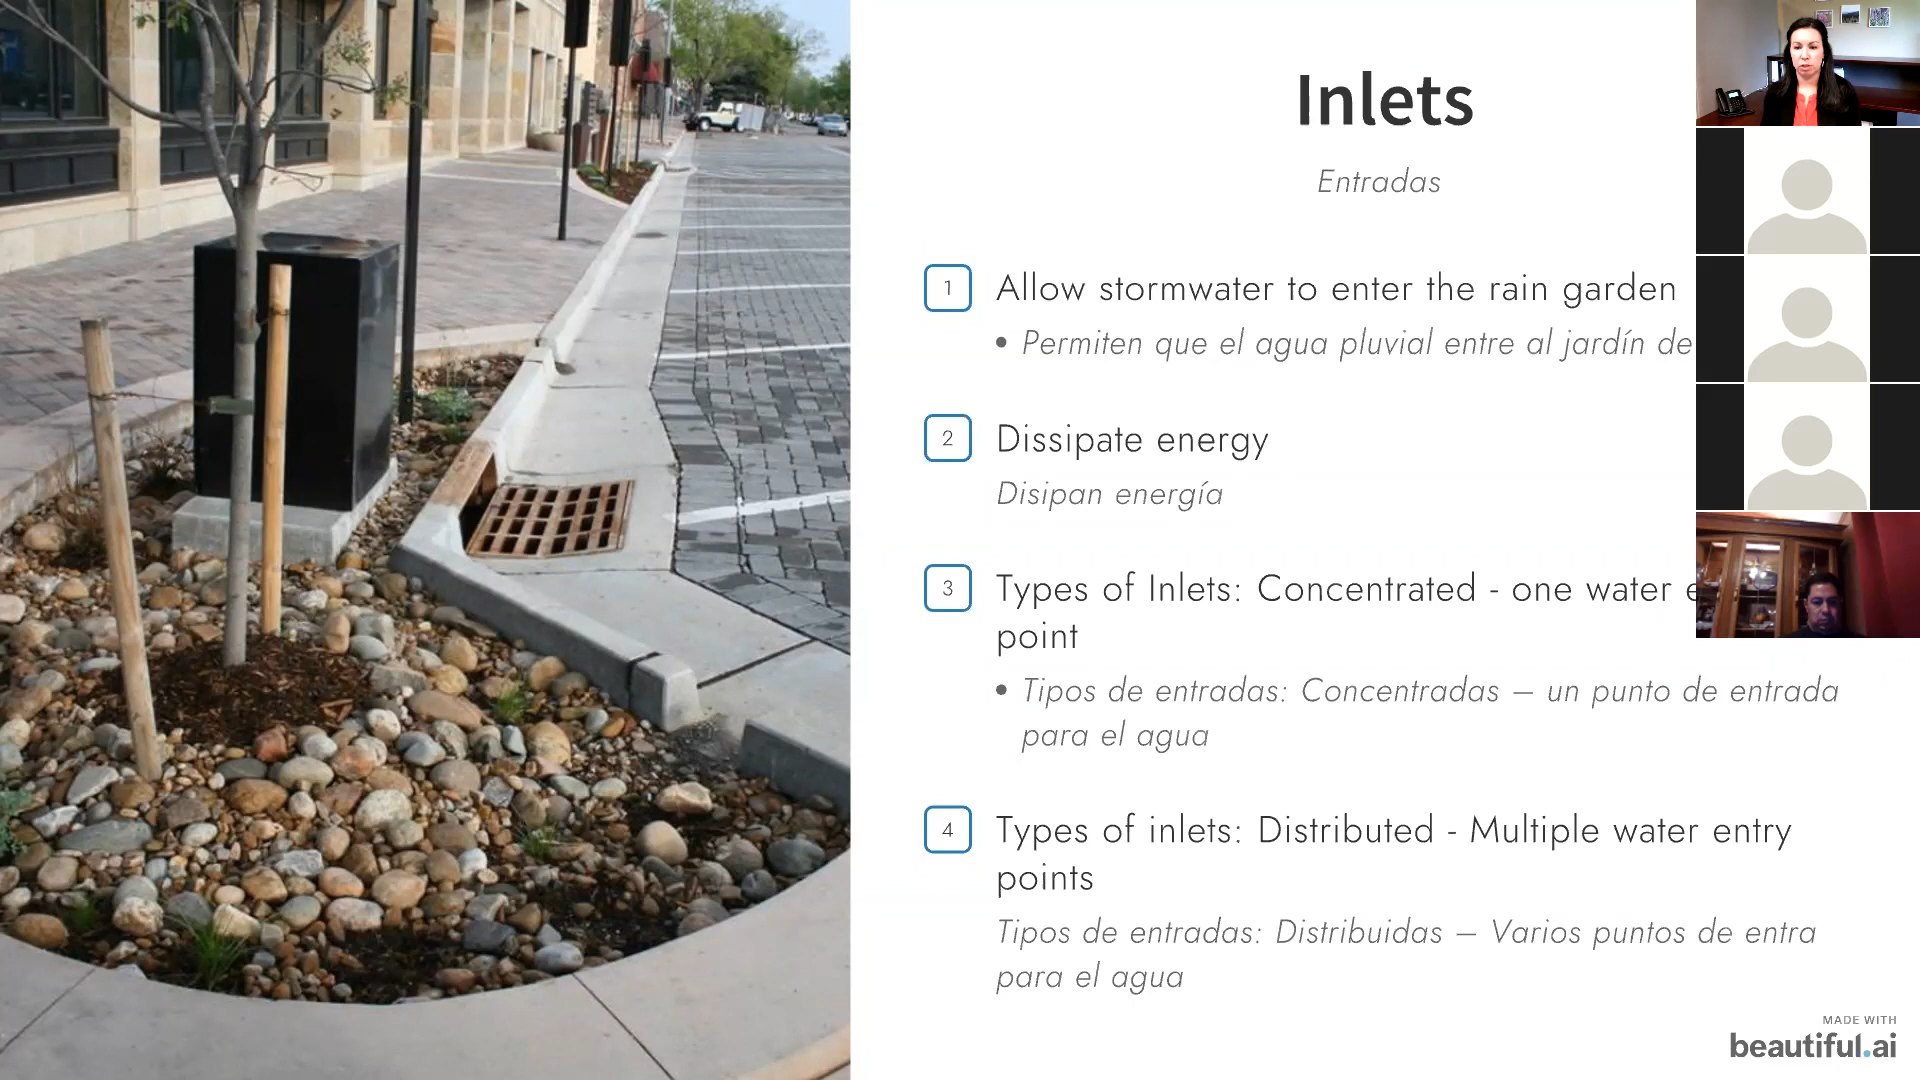 Inlets
Entradas
1
Allow stormwater to enter the rain garden
• Permiten que el agua pluvial entre al jardín de
2
Dissipate energy
Disipan energía
3
Types of Inlets: Concentrated - one water
point
• Tipos de entradas: Concentradas – un punto de entrada
para el agua
4
Types of inlets: Distributed - Multiple water entry
points
Tipos de entradas: Distribuidas – Varios puntos de entra
para el agua
MADE WITH
beautiful.ai